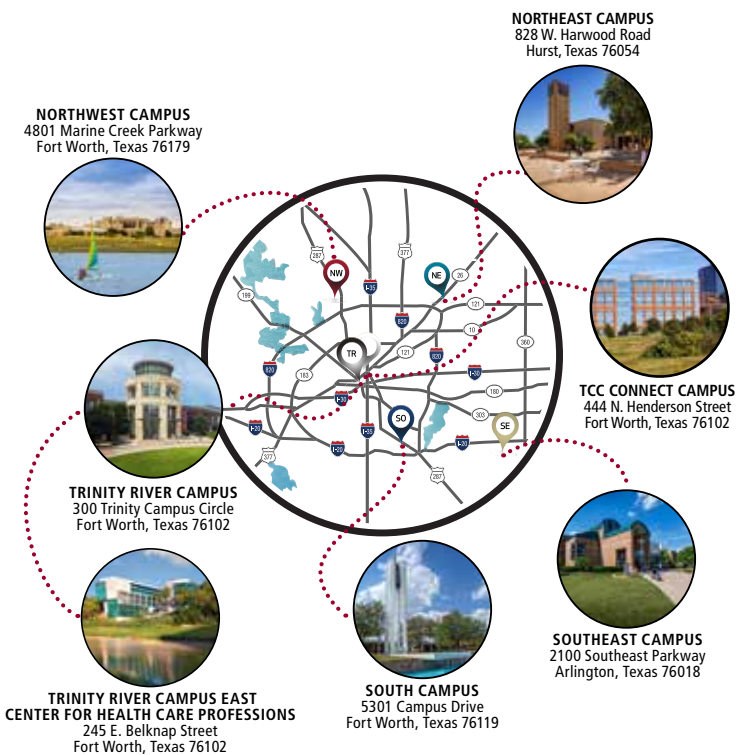 NORTHEAST CAMPUS
828 W. Harwood Road
Hurst, Texas 76054
NORTHWEST CAMPUS
4801 Marine Creek Parkway
Fort Worth, Texas 76179
287
377
NW
NE
26
I-35
199
121
820
10
360
TR
121
820
820
183
I-30
180
I-30
303
SO
SE
I-20
I-35
I-20
I-20
377
287
TCC CONNECT CAMPUS
444 N. Henderson Street
Fort Worth, Texas 76102
TRINITY RIVER CAMPUS
300 Trinity Campus Circle
Fort Worth, Texas 76102
SOUTHEAST CAMPUS
2100 Southeast Parkway
Arlington, Texas 76018
SOUTH CAMPUS
5301 Campus Drive
Fort Worth, Texas 76119
TRINITY RIVER CAMPUS EAST
CENTER FOR HEALTH CARE PROFESSIONS
245 E. Belknap Street
Fort Worth, Texas 76102